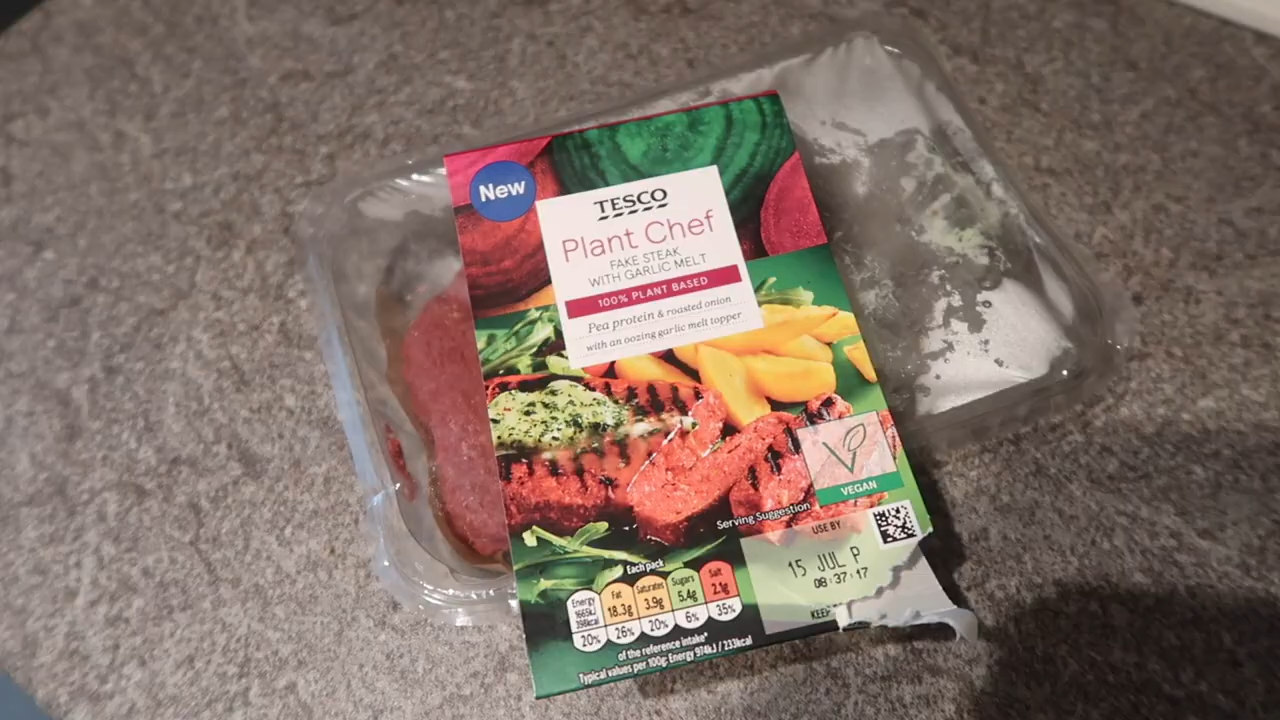 New
TESCO
Plant Chef
FAKE STEAK
WITH GARLIC MELT
100% PLANT BASED
Pea protein & roasted onion
with an oozing garlic melt topper
VEGAN
Serving Suggestion
USE BY
15 JUL P
08:37:17
KEEP
Each pack
Energy
1665kJ
398kcal
20%
Fat
18.3g
26%
Saturates
3.9g
20%
Sugars
5.4g
6%
Salt
2.1g
35%
of the reference intake*
Typical values per 100g: Energy 974kJ / 233kcal